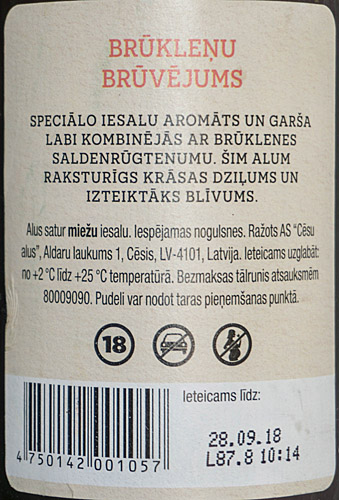 BRŪKLEŅU
BRŪVĒJUMS
SPECIĀLO IESALU AROMĀTS UN GARŠA
LABI KOMBINĒJĀS AR BRŪKLENES
SALDENRŪGTENUMU. ŠIM ALUM
RAKSTURĪGS KRĀSAS DZIĻUMS UN
IZTEIKTĀKS BLĪVUMS.
Alus satur miežu iesalu. Iespējamas nogulsnes. Ražots AS "Cēsu
alus", Aldaru laukums 1, Cēsis, LV-4101, Latvija. Ieteicams uzglabāt:
no +2 °C līdz +25 °C temperatūrā. Bezmaksas tālrunis atsauksmēm
80009090. Pudeli var nodot taras pieņemšanas punktā.
18
Ieteicams līdz:
28.09.18
L87.8 10:14
4 750142 001057